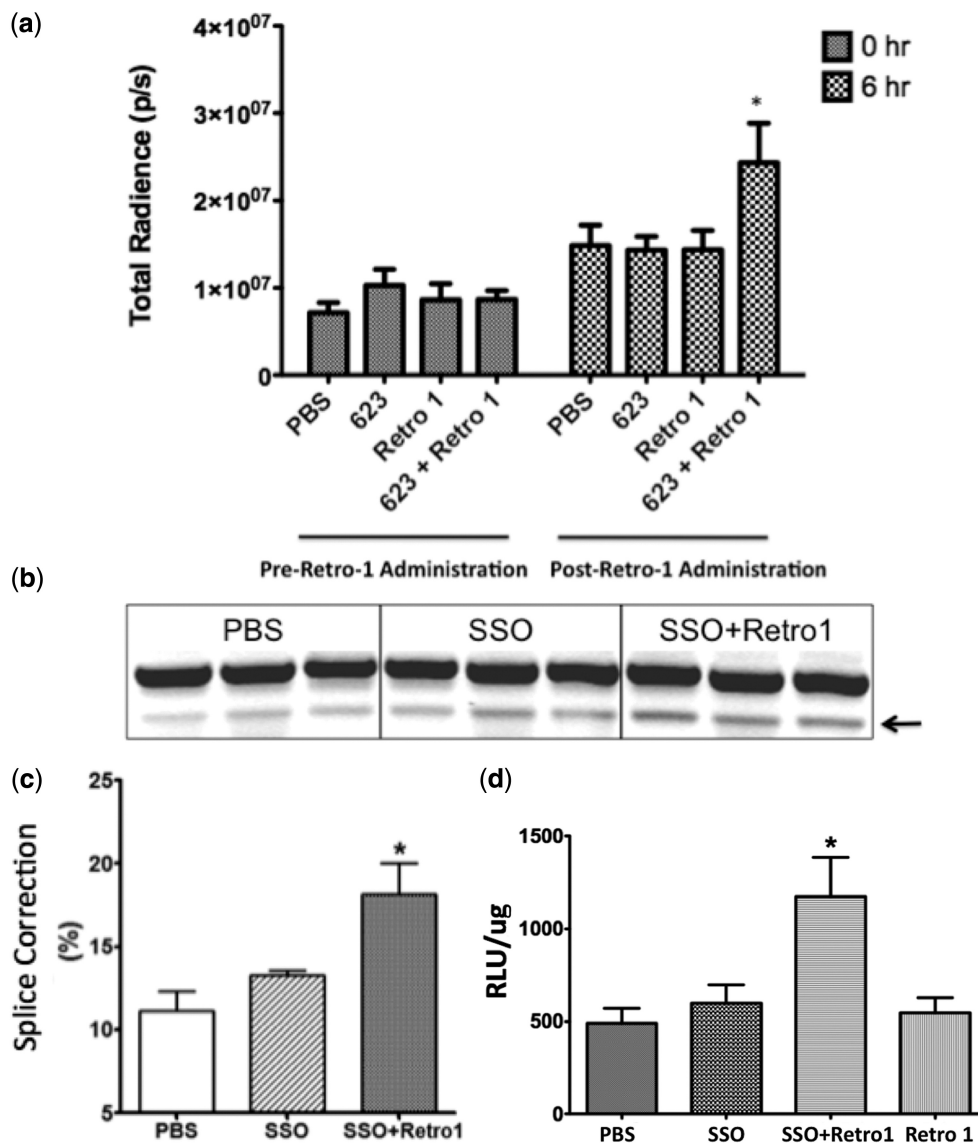 (a)
Total Radience (p/s)
4×10⁰⁷
3×10⁰⁷
2×10⁰⁷
1×10⁰⁷
0
0 hr
6 hr
*
PBS
623
Retro 1
623 + Retro 1
PBS
623
Retro 1
623 + Retro 1
Pre-Retro-1 Administration
Post-Retro-1 Administration
(b)
PBS
SSO
SSO+Retro1
(c)
Splice Correction
(%)
25
20
15
10
5
*
PBS
SSO
SSO+Retro1
(d)
RLU/ug
1500
1000
500
0
*
PBS
SSO
SSO+Retro1
Retro 1